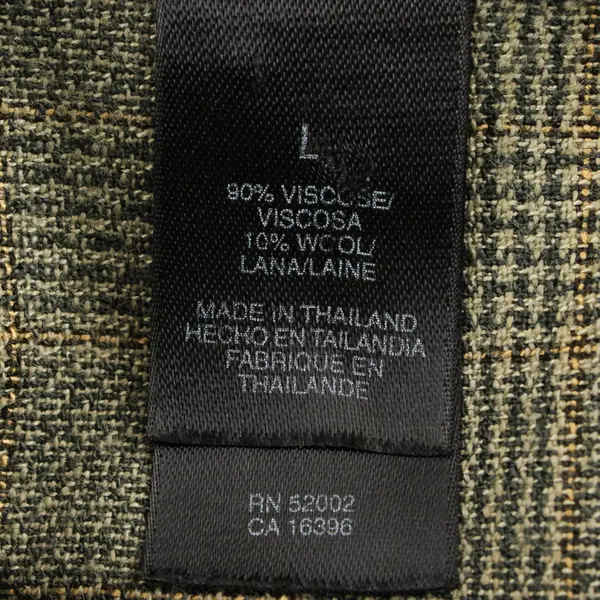 L
90% VISCOSE/
VISCOSA
10% WOOL/
LANA/LAINE
MADE IN THAILAND
HECHO EN TAILANDIA
FABRIQUE EN
THAILANDE
RN 52002
CA 16396